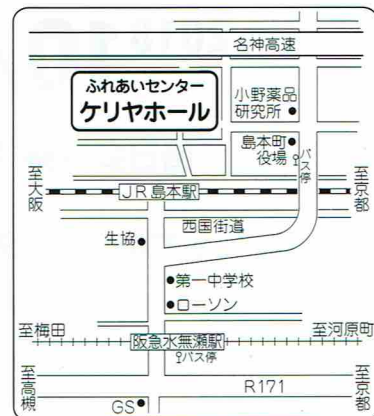 名神高速
ふれあいセンター
ケリヤホール
小野薬品
研究所
島本町
役場
バス停
至大阪
JR島本駅
至京都
西国街道
生協
第一中学校
ローソン
至梅田
阪急水無瀬駅
至河原町
バス停
至高槻
R171
至京都
GS